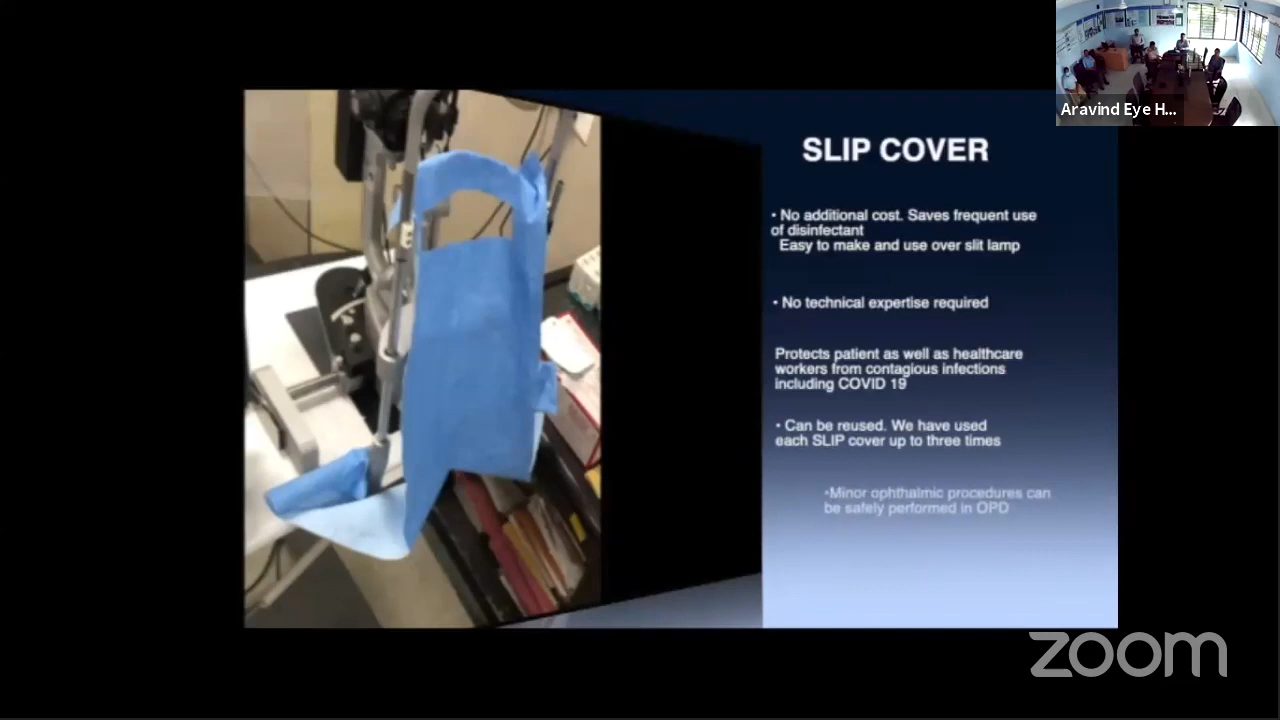 Aravind Eye H...
SLIP COVER
• No additional cost. Saves frequent use
of disinfectant
Easy to make and use over slit lamp
• No technical expertise required
Protects patient as well as healthcare
workers from contagious infections
including COVID 19
• Can be reused. We have used
each SLIP cover up to three times
•Minor ophthalmic procedures can
be safely performed in OPD
zoom